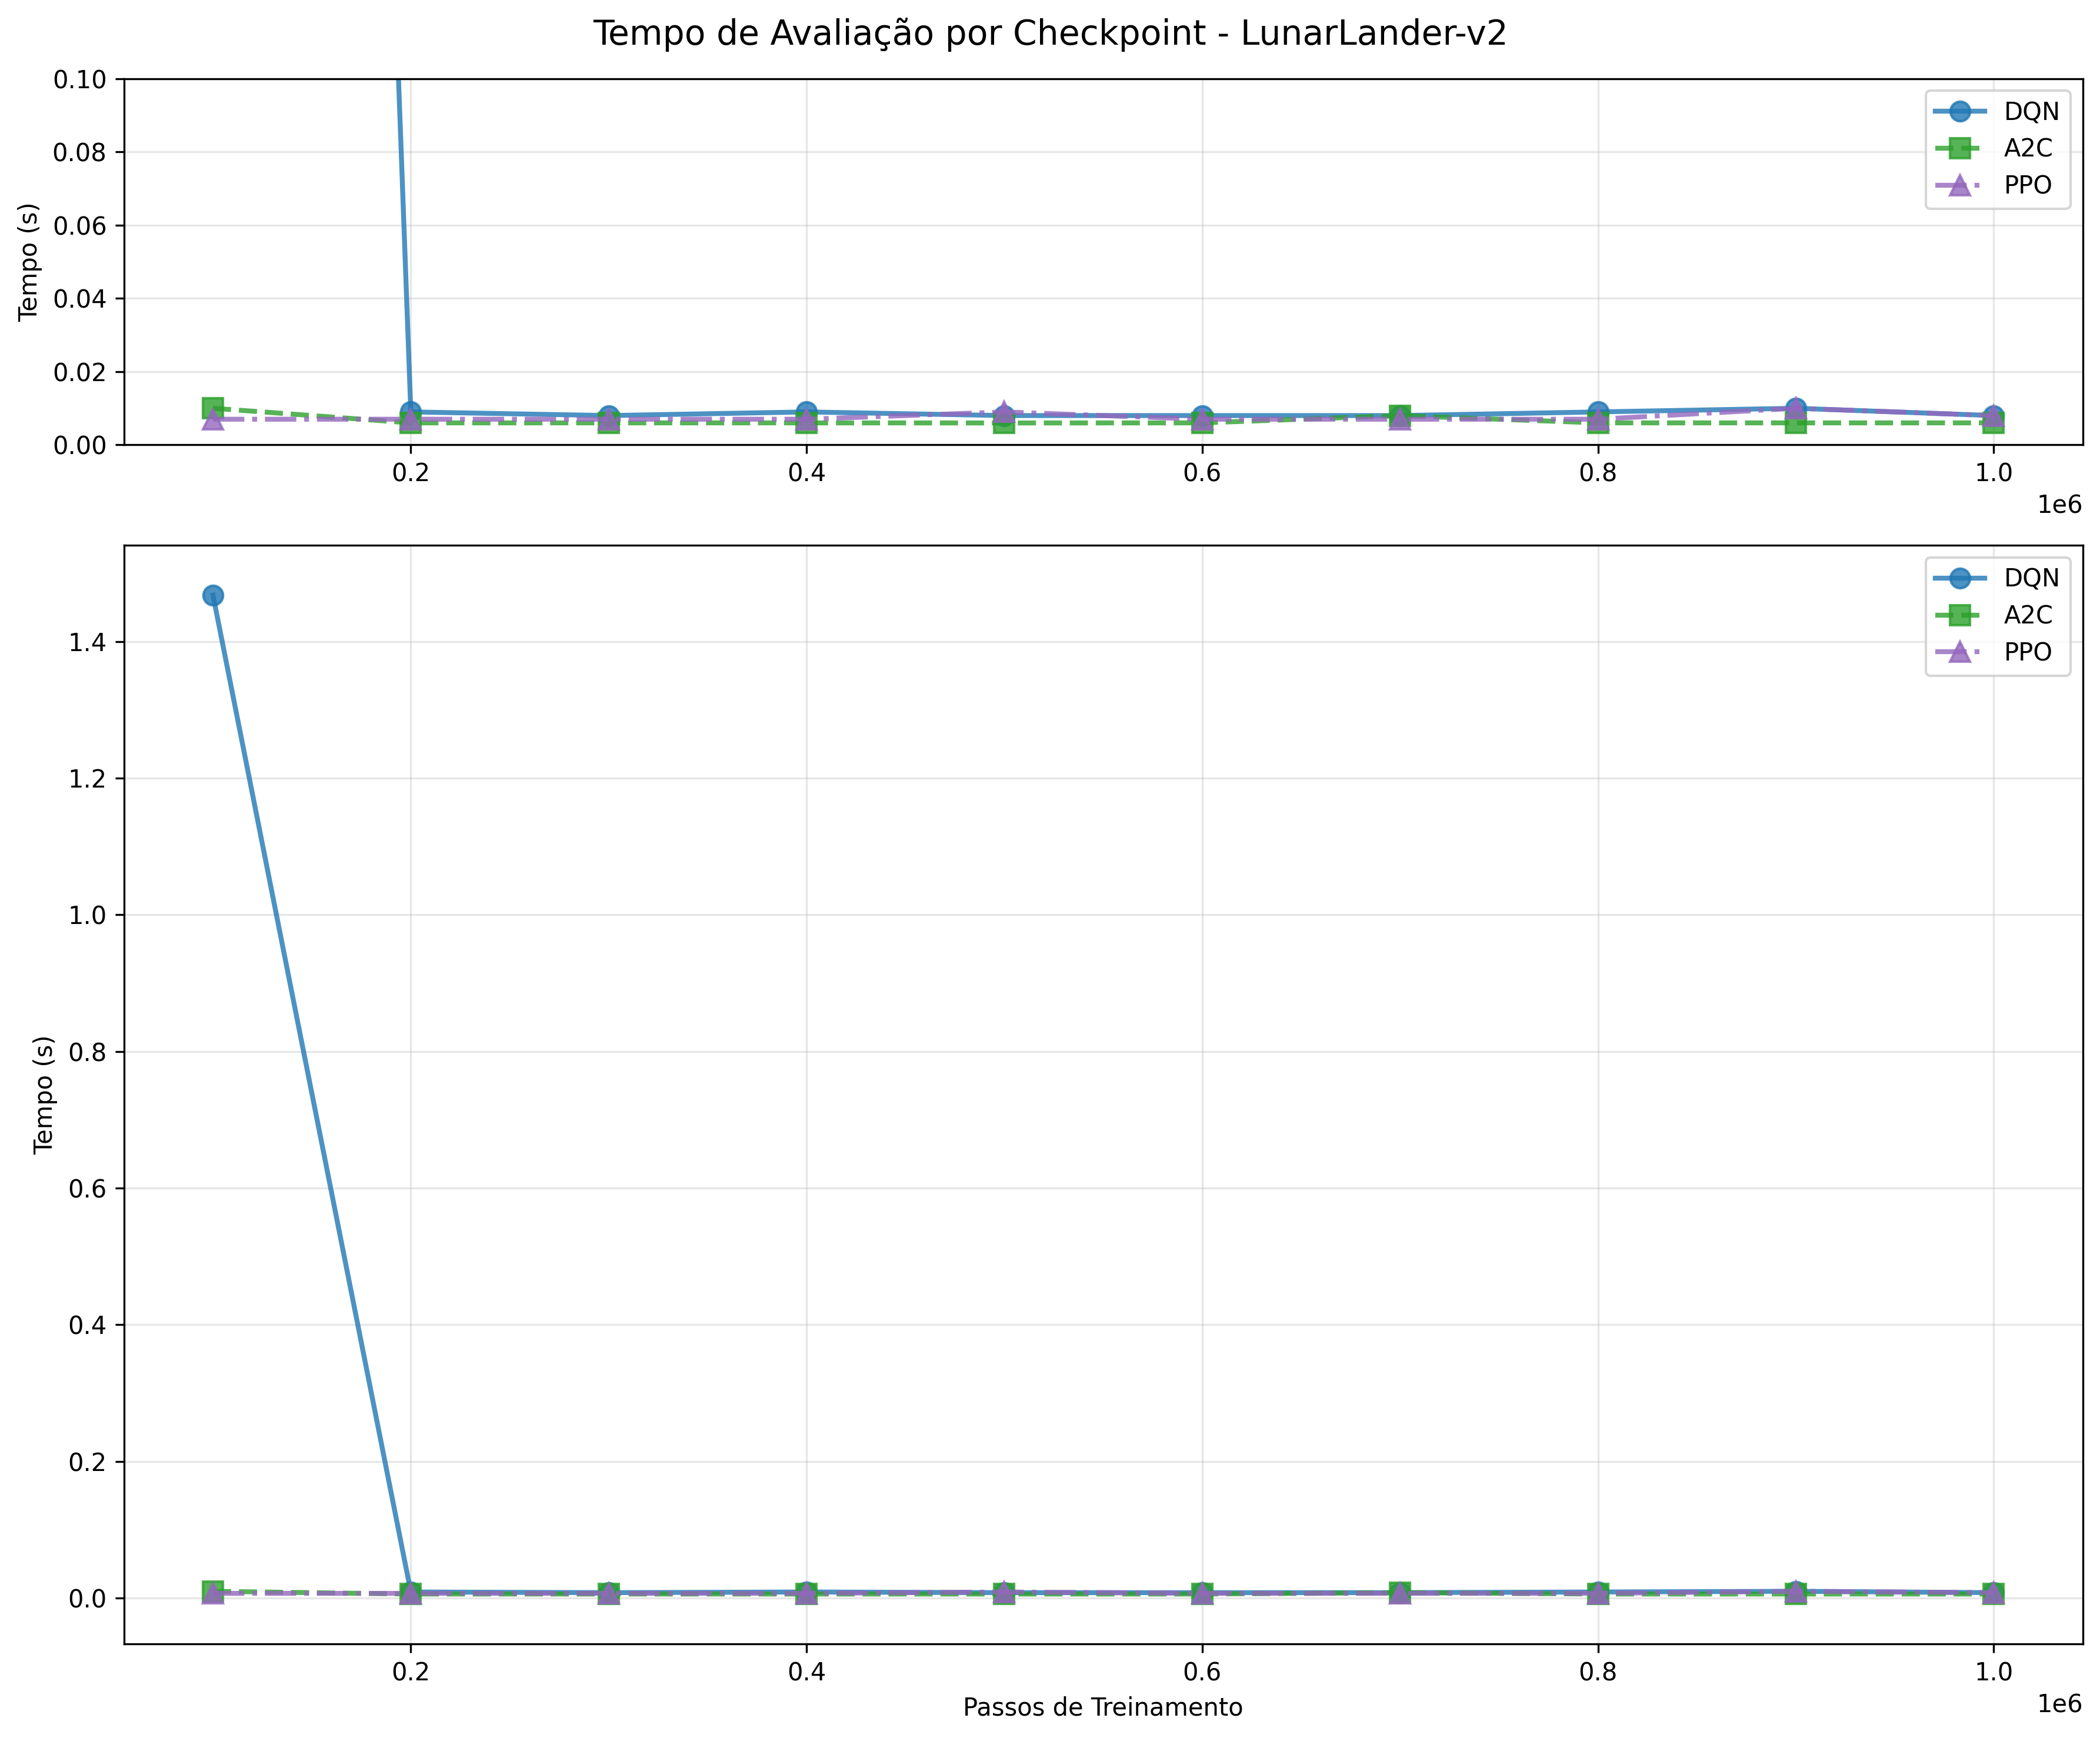 Tempo de Avaliação por Checkpoint - LunarLander-v2
Tempo (s)
0.10
0.08
0.06
0.04
0.02
0.00
DQN
A2C
PPO
0.2
0.4
0.6
0.8
1.0
1e6
Tempo (s)
1.4
1.2
1.0
0.8
0.6
0.4
0.2
0.0
DQN
A2C
PPO
0.2
0.4
0.6
0.8
1.0
1e6
Passos de Treinamento